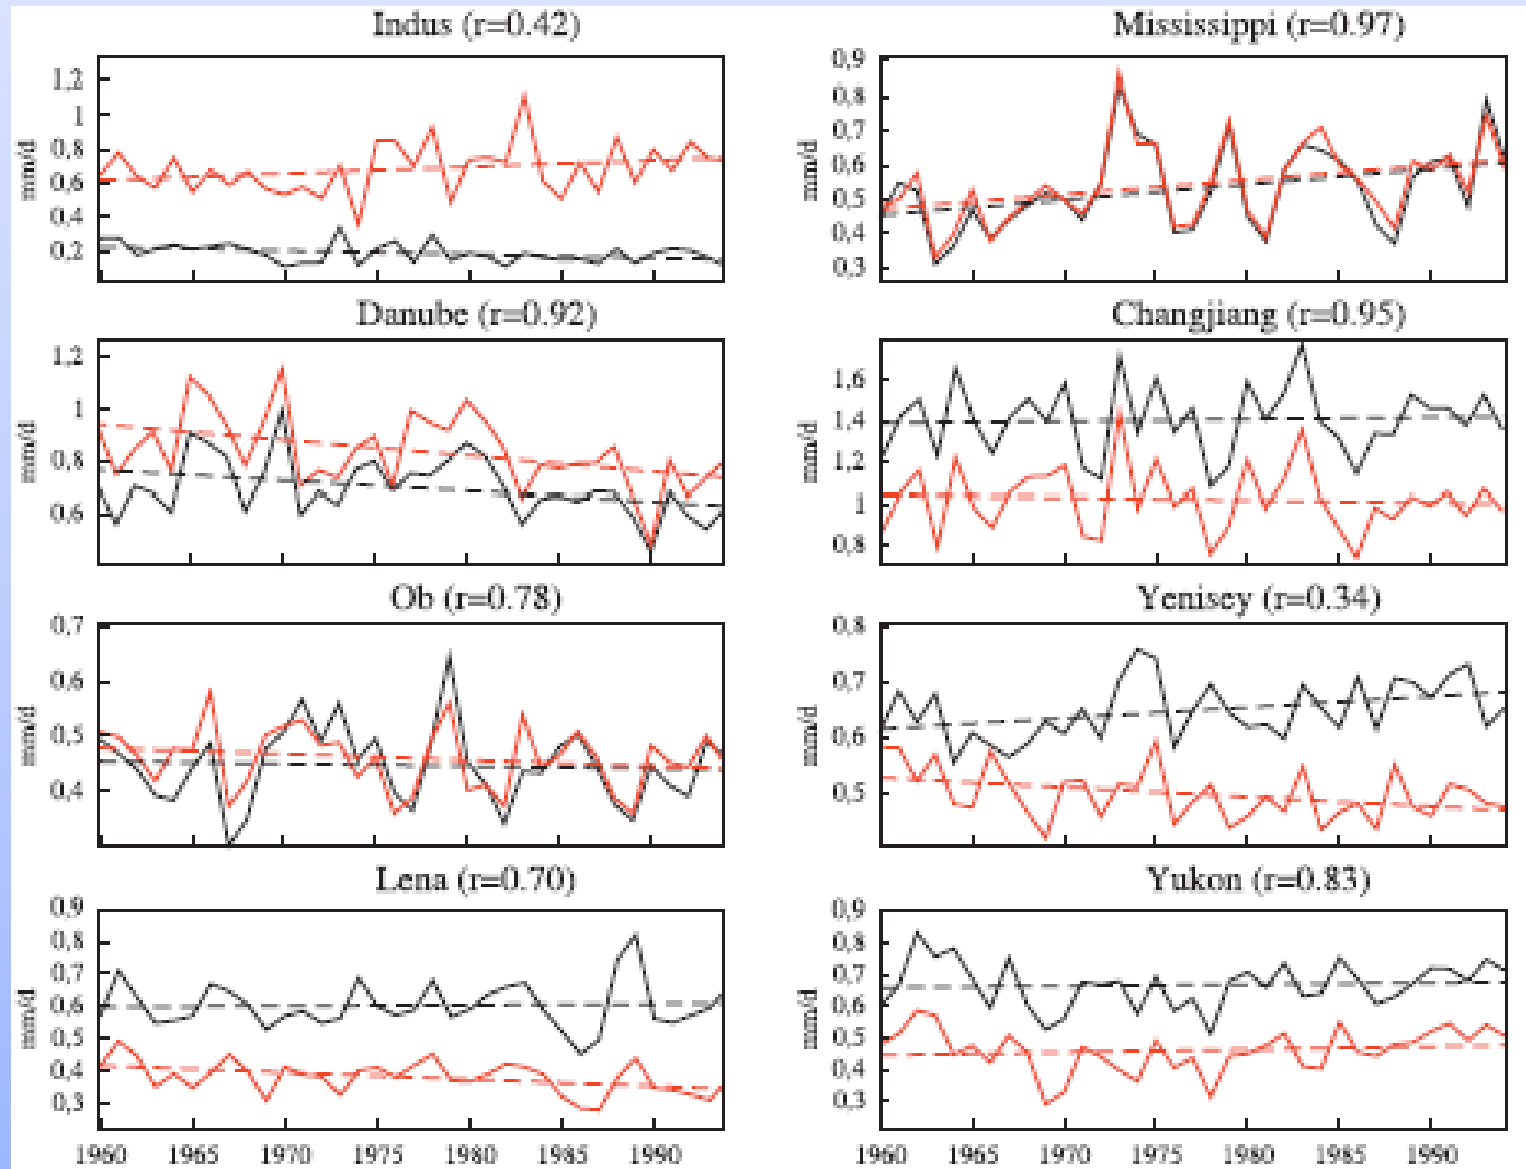 Indus (r=0.42)
Mississippi (r=0.97)
mm/d
1,2
1
0,8
0,6
0,4
0,2
mm/d
0,9
0,8
0,7
0,6
0,5
0,4
0,3
Danube (r=0.92)
Changjiang (r=0.95)
mm/d
1,2
1
0,8
0,6
mm/d
1,6
1,4
1,2
1
0,8
Ob (r=0.78)
Yenisey (r=0.34)
mm/d
0,7
0,6
0,5
0,4
mm/d
0,8
0,7
0,6
0,5
Lena (r=0.70)
Yukon (r=0.83)
mm/d
0,9
0,8
0,7
0,6
0,5
0,4
0,3
mm/d
0,9
0,8
0,7
0,6
0,5
0,4
0,3
1960 1965 1970 1975 1980 1985 1990
1960 1965 1970 1975 1980 1985 1990